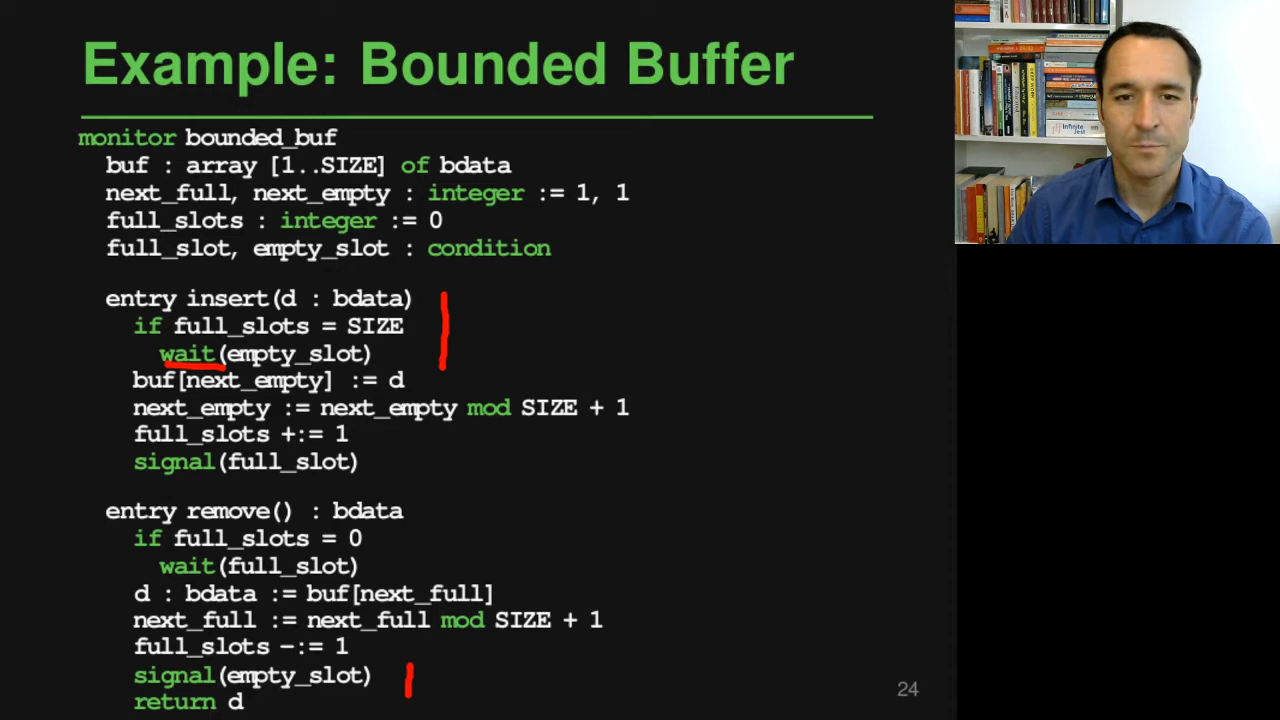 Example: Bounded Buffer
monitor bounded_buf
buf : array [1..SIZE] of bdata
next_full, next_empty : integer := 1, 1
full_slots : integer := 0
full_slot, empty_slot : condition
entry insert(d : bdata)
if full_slots = SIZE
wait(empty_slot)
buf[next_empty] := d
next_empty := next_empty mod SIZE + 1
full_slots +:= 1
signal(full_slot)
entry remove() : bdata
if full_slots = 0
wait(full_slot)
d : bdata := buf[next_full]
next_full := next_full mod SIZE + 1
full_slots -:= 1
signal(empty_slot)
return d
24
Infinite
Jest